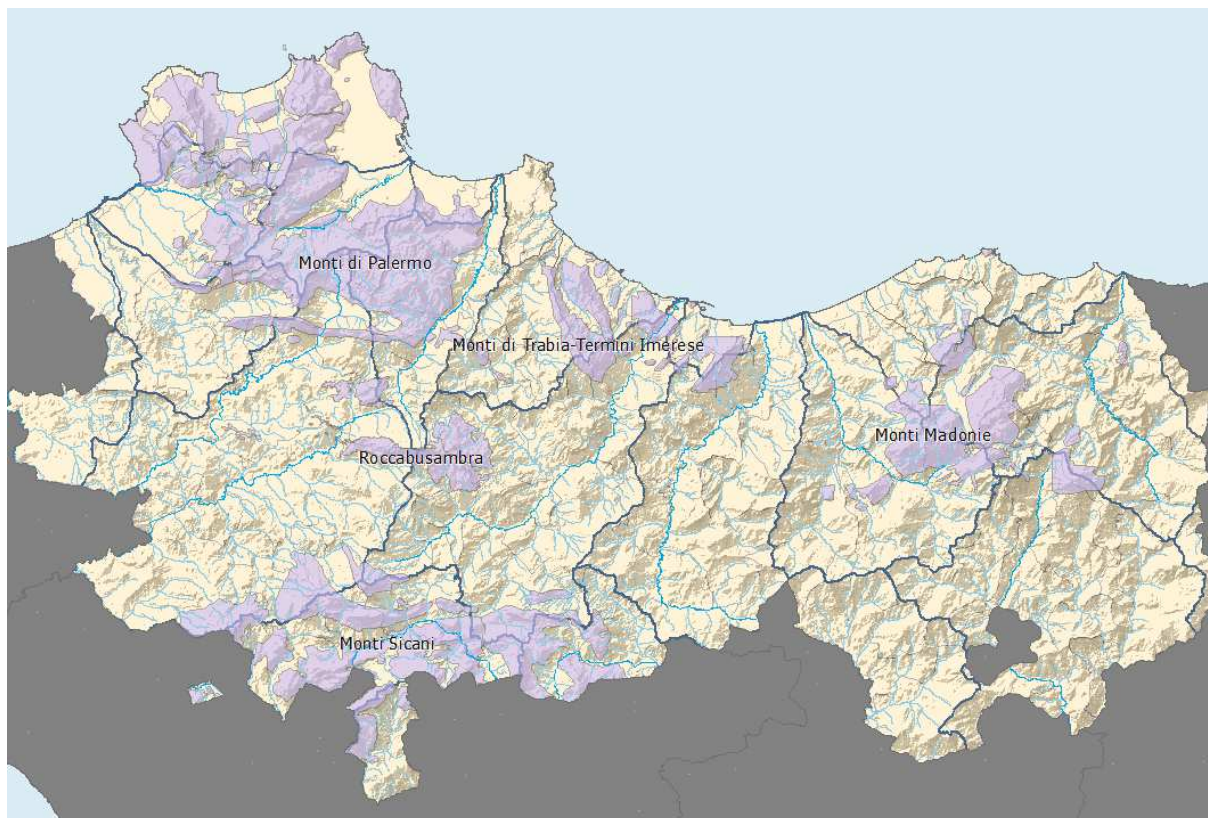 Monti di Palermo
Monti di Trabia-Termini Imerese
Monti Madonie
Roccabusambra
Monti Sicani